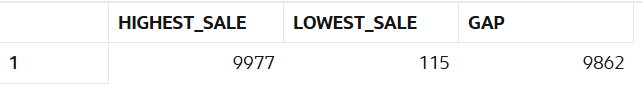 HIGHEST_SALE LOWEST_SALE GAP
1 9977 115 9862